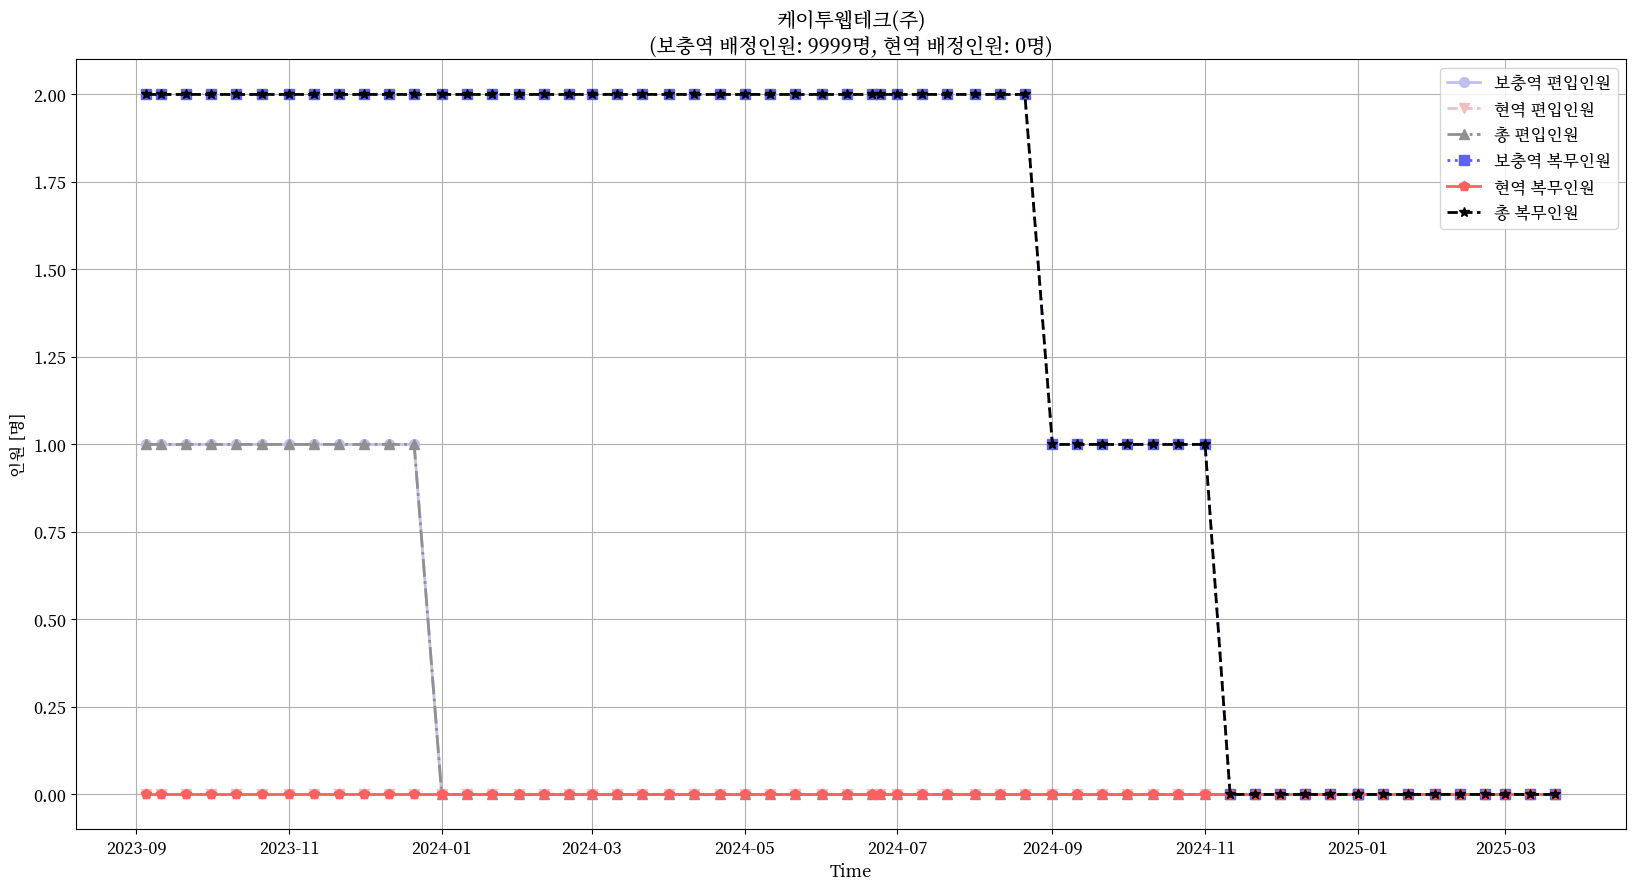 케이투웹테크(주)
(보충역 배정인원: 9999명, 현역 배정인원: 0명)
보충역 편입인원
현역 편입인원
총 편입인원
보충역 복무인원
현역 복무인원
총 복무인원
인원 [명]
2.00
1.75
1.50
1.25
1.00
0.75
0.50
0.25
0.00
2023-09 2023-11 2024-01 2024-03 2024-05 2024-07 2024-09 2024-11 2025-01 2025-03
Time